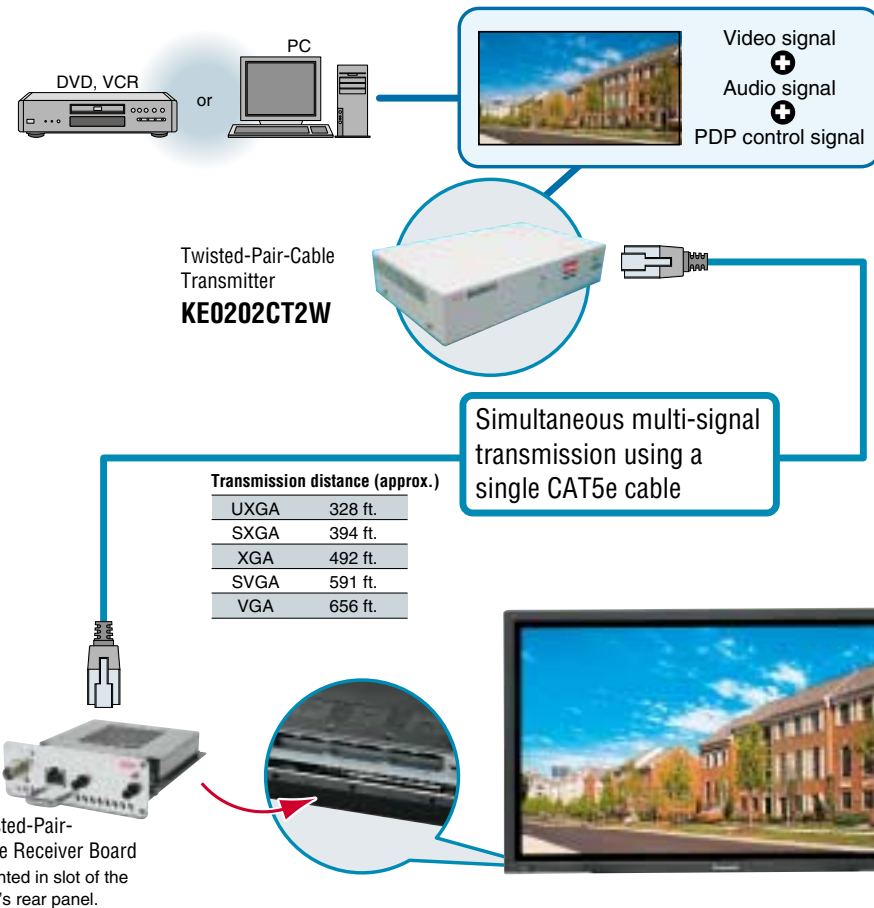 DVD, VCR
or
PC
Video signal
+
Audio signal
+
PDP control signal
Twisted-Pair-Cable
Transmitter
KE0202CT2W
Simultaneous multi-signal
transmission using a
single CAT5e cable
Transmission distance (approx.)
UXGA 328 ft.
SXGA 394 ft.
XGA 492 ft.
SVGA 591 ft.
VGA 656 ft.
sted-Pair-
e Receiver Board
nted in slot of the
's rear panel.